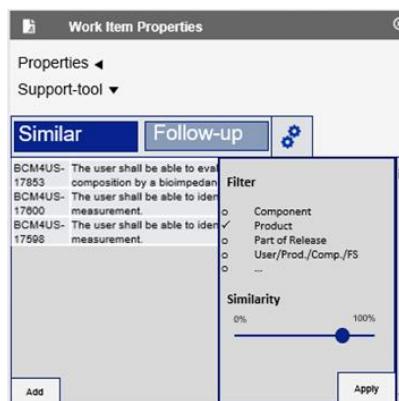 Work Item Properties
Properties
Support-tool
Similar
Follow-up
BCM4US-17853 The user shall be able to eval
composition by a bioimpedan
BCM4US-17600 The user shall be able to iden
measurement.
BCM4US-17598 The user shall be able to iden
measurement.
Filter
Component
Product
Part of Release
User/Prod./Comp./FS
...
Similarity
0% 100%
Add
Apply